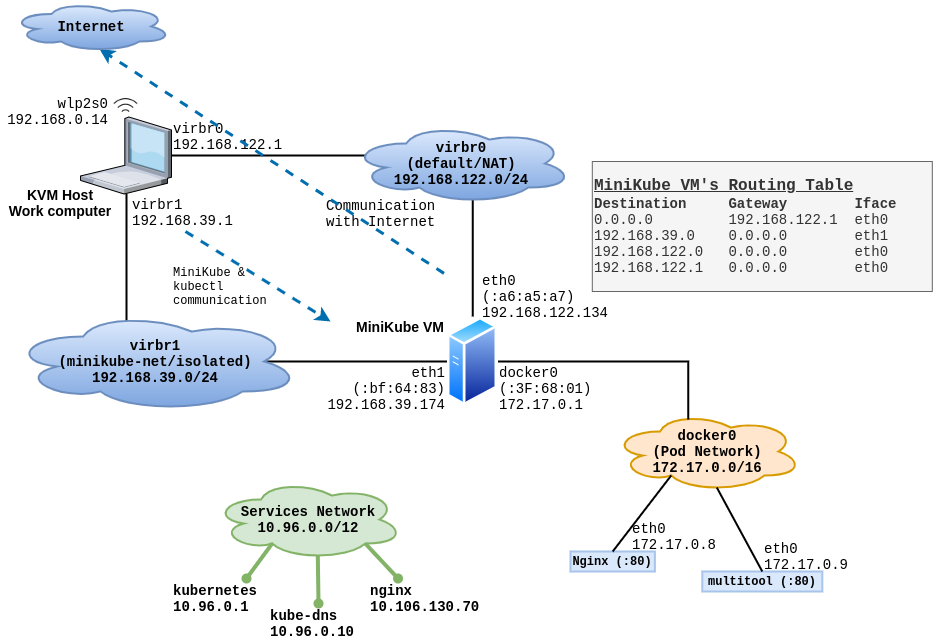 Internet
wlp2s0
192.168.0.14
virbr0
192.168.122.1
virbr0
(default/NAT)
192.168.122.0/24
KVM Host
Work computer
virbr1
192.168.39.1
Communication
with Internet
MiniKube VM's Routing Table
Destination Gateway Iface
0.0.0.0 192.168.122.1 eth0
192.168.39.0 0.0.0.0 eth1
192.168.122.0 0.0.0.0 eth0
192.168.122.1 0.0.0.0 eth0
MiniKube &
kubectl
communication
eth0
(:a6:a5:a7)
192.168.122.134
MiniKube VM
virbr1
(minikube-net/isolated)
192.168.39.0/24
eth1
(:bf:64:83)
192.168.39.174
docker0
(:3F:68:01)
172.17.0.1
docker0
(Pod Network)
172.17.0.0/16
Services Network
10.96.0.0/12
eth0
172.17.0.8
Nginx (:80)
eth0
172.17.0.9
multitool (:80)
kubernetes
10.96.0.1
kube-dns
10.96.0.10
nginx
10.106.130.70